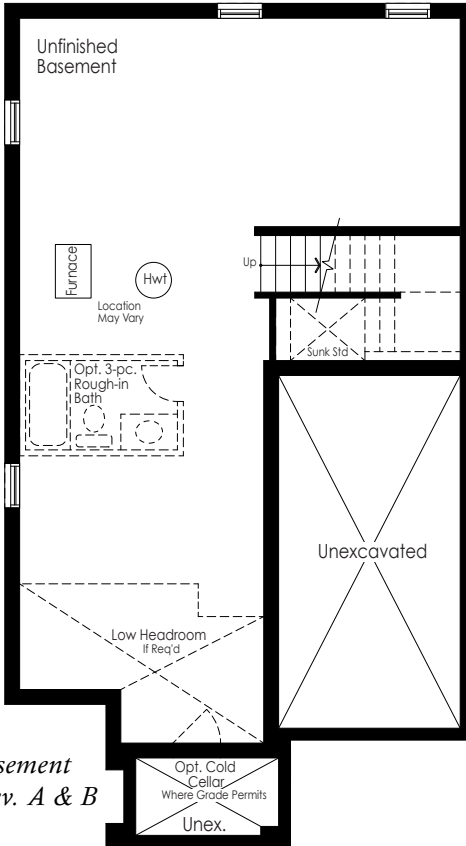 Unfinished
Basement
Up
Furnace
Hwt
Location
May Vary
Sunk Std
Opt. 3-pc.
Rough-in
Bath
Unexcavated
Low Headroom
If Req'd
sement
v. A & B
Opt. Cold
Cellar
Where Grade Permits
Unex.